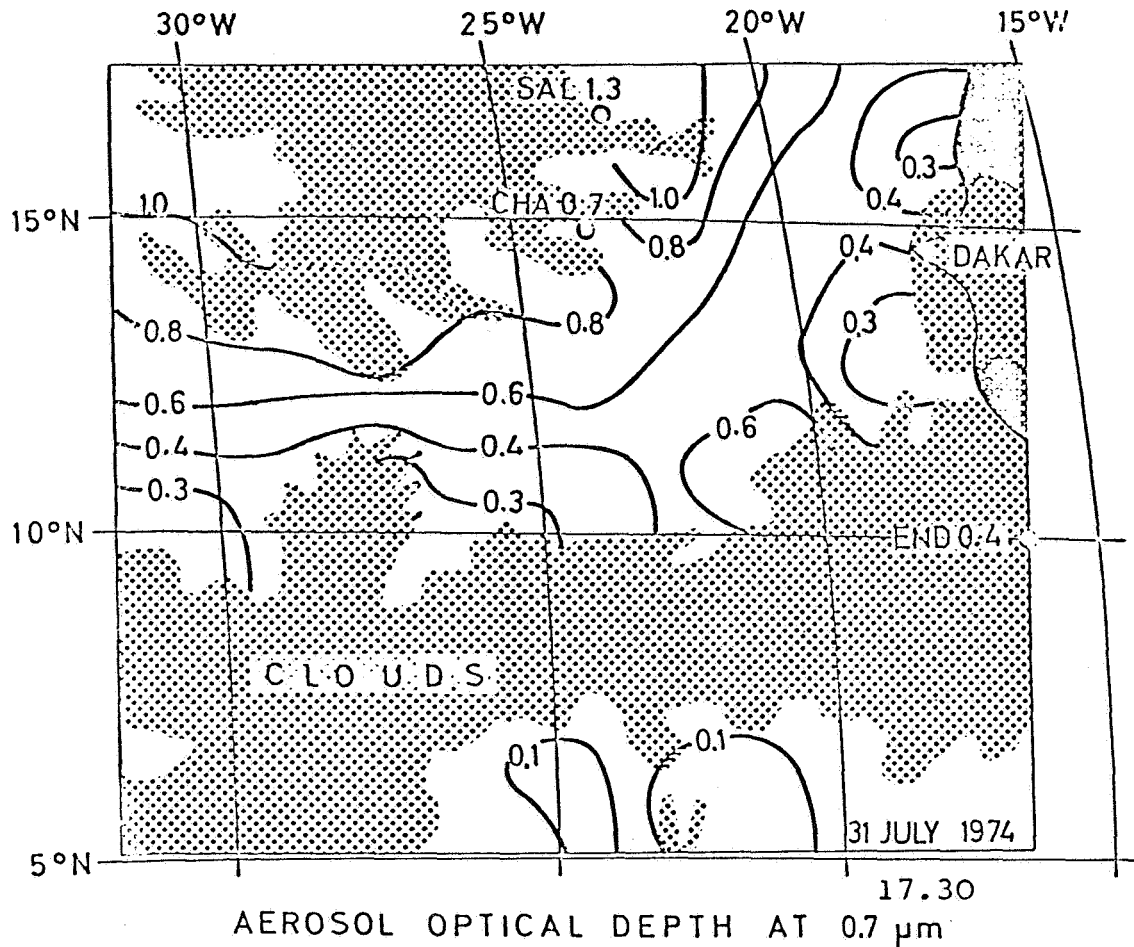 30°W 25°W 20°W 15°W
SAL 1.3
0.3
1.0 CHA 0.7 1.0 0.4
15°N
0.8 0.4 DAKAR
0.8 0.8 0.3
0.6 0.6
0.6
0.4 0.4
0.3 0.3
10°N END 0.4
CLOUDS
0.1 0.1
31 JULY 1974
5°N
17.30
AEROSOL OPTICAL DEPTH AT 0.7 µm